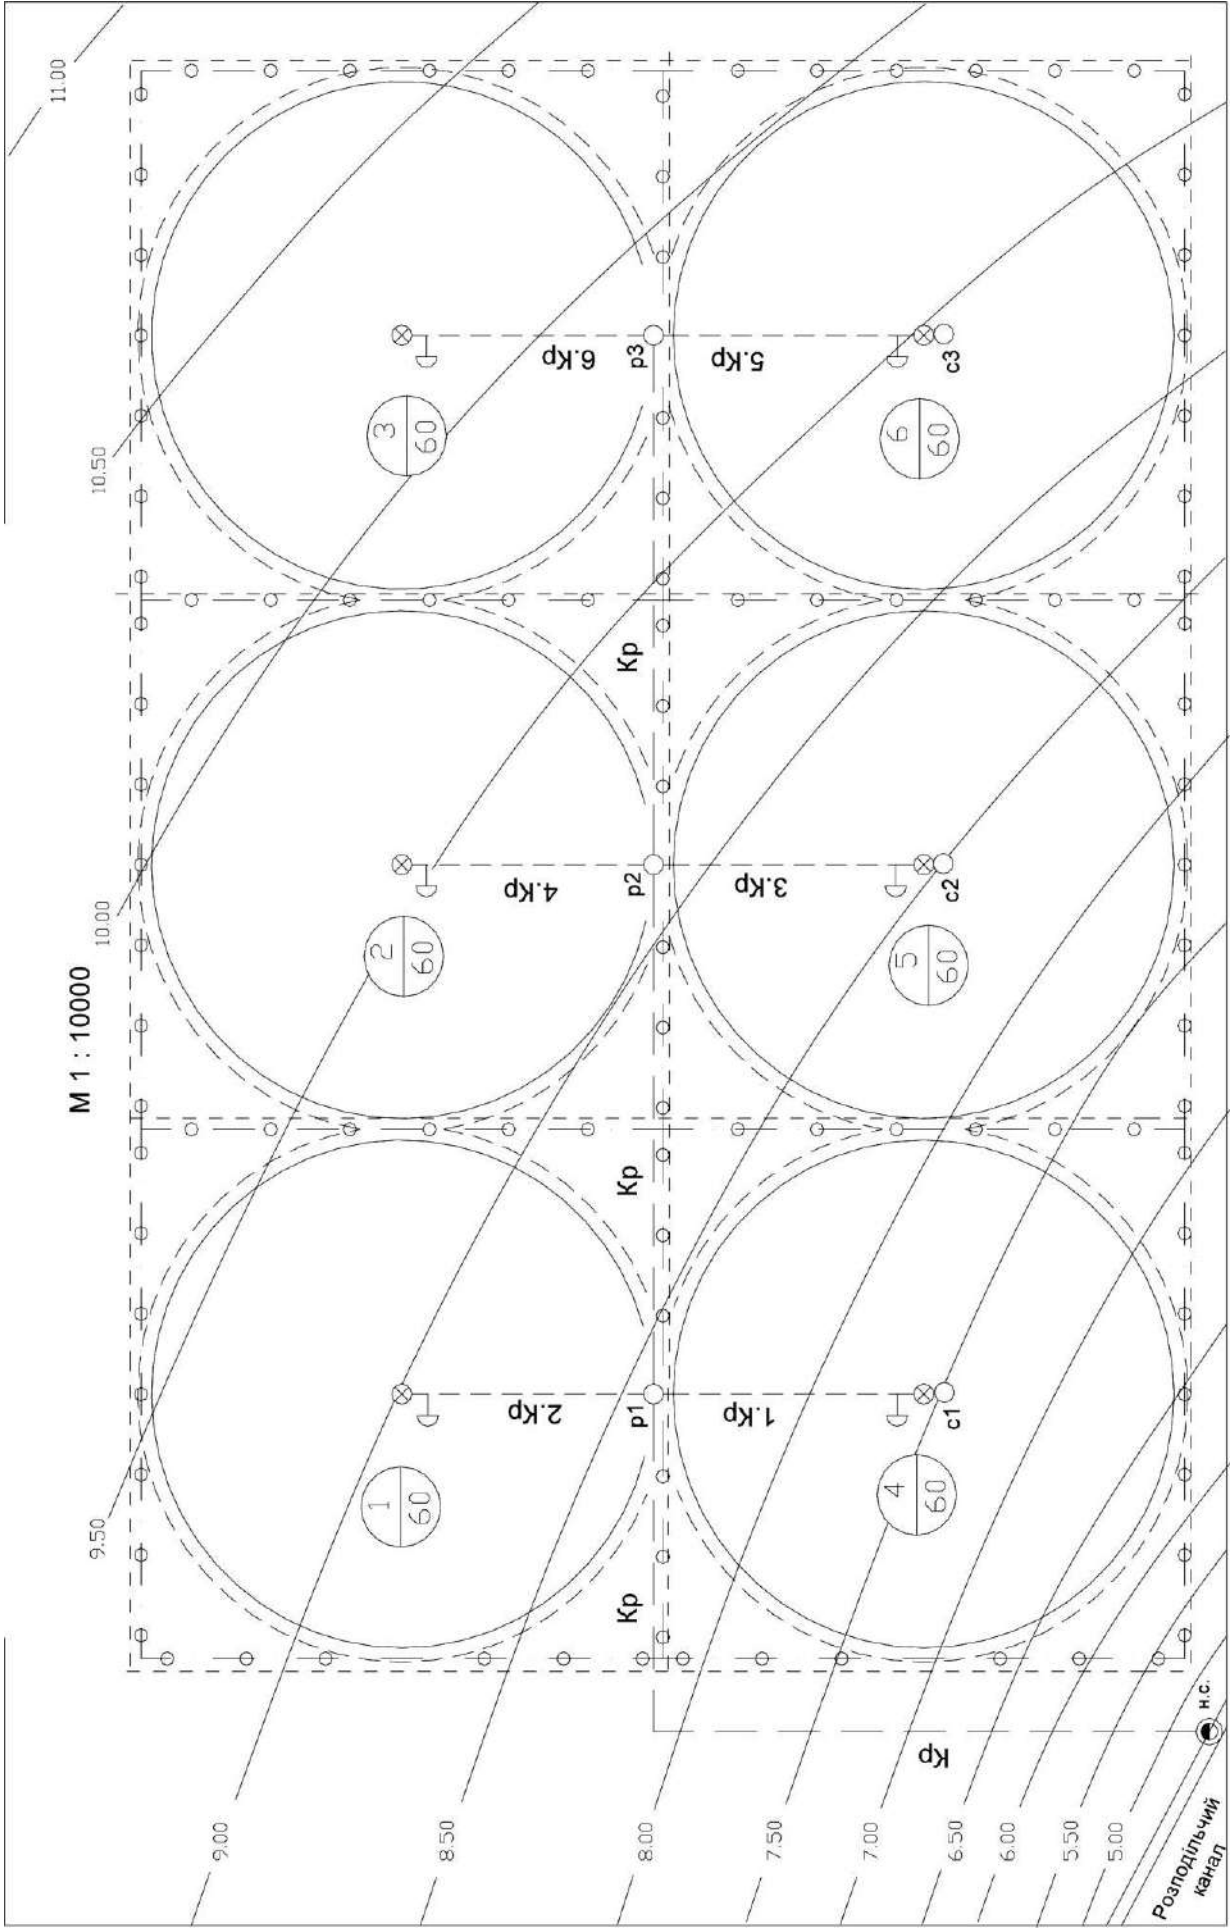 М 1 : 10000
11.00
10.50
10.00
9.50
9.00
8.50
8.00
7.50
7.00
6.50
6.00
5.50
5.00
3
60
6.Кр
р3
5.Кр
с3
6
60
Кр
2
60
4.Кр
р2
3.Кр
с2
5
60
Кр
1
60
2.Кр
р1
1.Кр
с1
4
60
Кр
Кр
н.с.
Розподільчий
канал